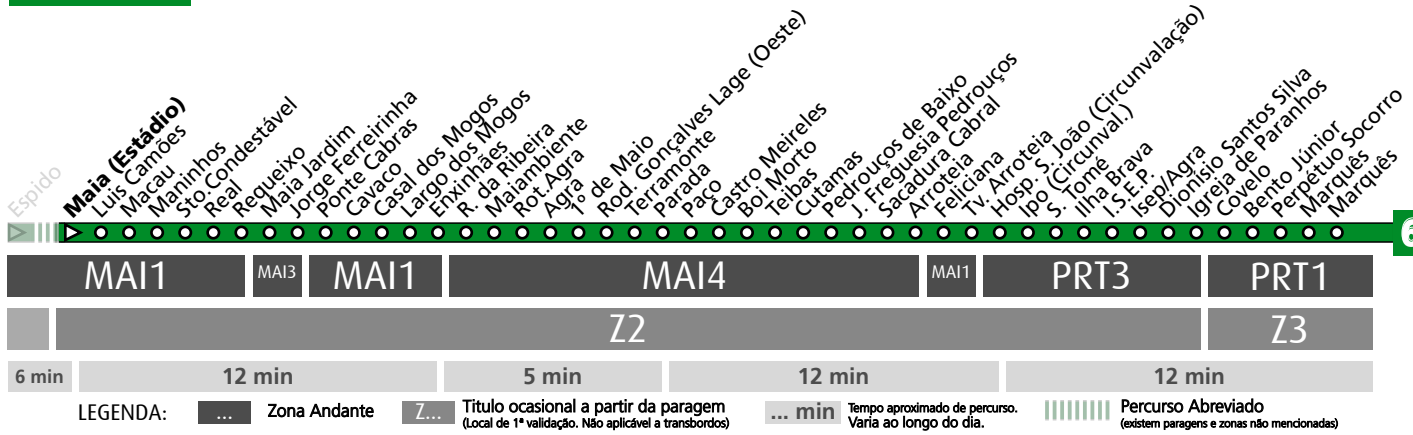 Espido
Maia (Estádio)
Luis Camões
Macau
Maninhos
Sto.Condestável
Real
Requeixo
Maia Jardim
Jorge Ferreirinha
Ponte Cabras
Cavaco
Casal dos Mogos
Largo dos Mogos
Enxinhães
R. da Ribeira
Maiambiente
Rot.Agra
Agra
1º de Maio
Rod. Gonçalves Lage (Oeste)
Terramonte
Parada
Paço
Castro Meireles
Boi Morto
Teibas
Cutamas
Pedrouços de Baixo
J. Freguesia Pedrouços
Sacadura Cabral
Arroteia
Feliciana
Tv. Arroteia
Hosp. S. João (Circunvalação)
Ipo (Circunval.)
S. Tomé
Ilha Brava
I.S.E.P.
Isep/Agra
Dionísio Santos Silva
Igreja de Paranhos
Covelo
Bento Júnior
Perpétuo Socorro
Marquês
Marquês
6
MAI1 MAI3 MAI1 MAI4 MAI1 PRT3 PRT1
Z2 Z3
6 min 12 min 5 min 12 min 12 min
LEGENDA:
... Zona Andante
Z... Titulo ocasional a partir da paragem
(Local de 1ª validação. Não aplicável a transbordos)
... min Tempo aproximado de percurso.
Varia ao longo do dia.
Percurso Abreviado
(existem paragens e zonas não mencionadas)